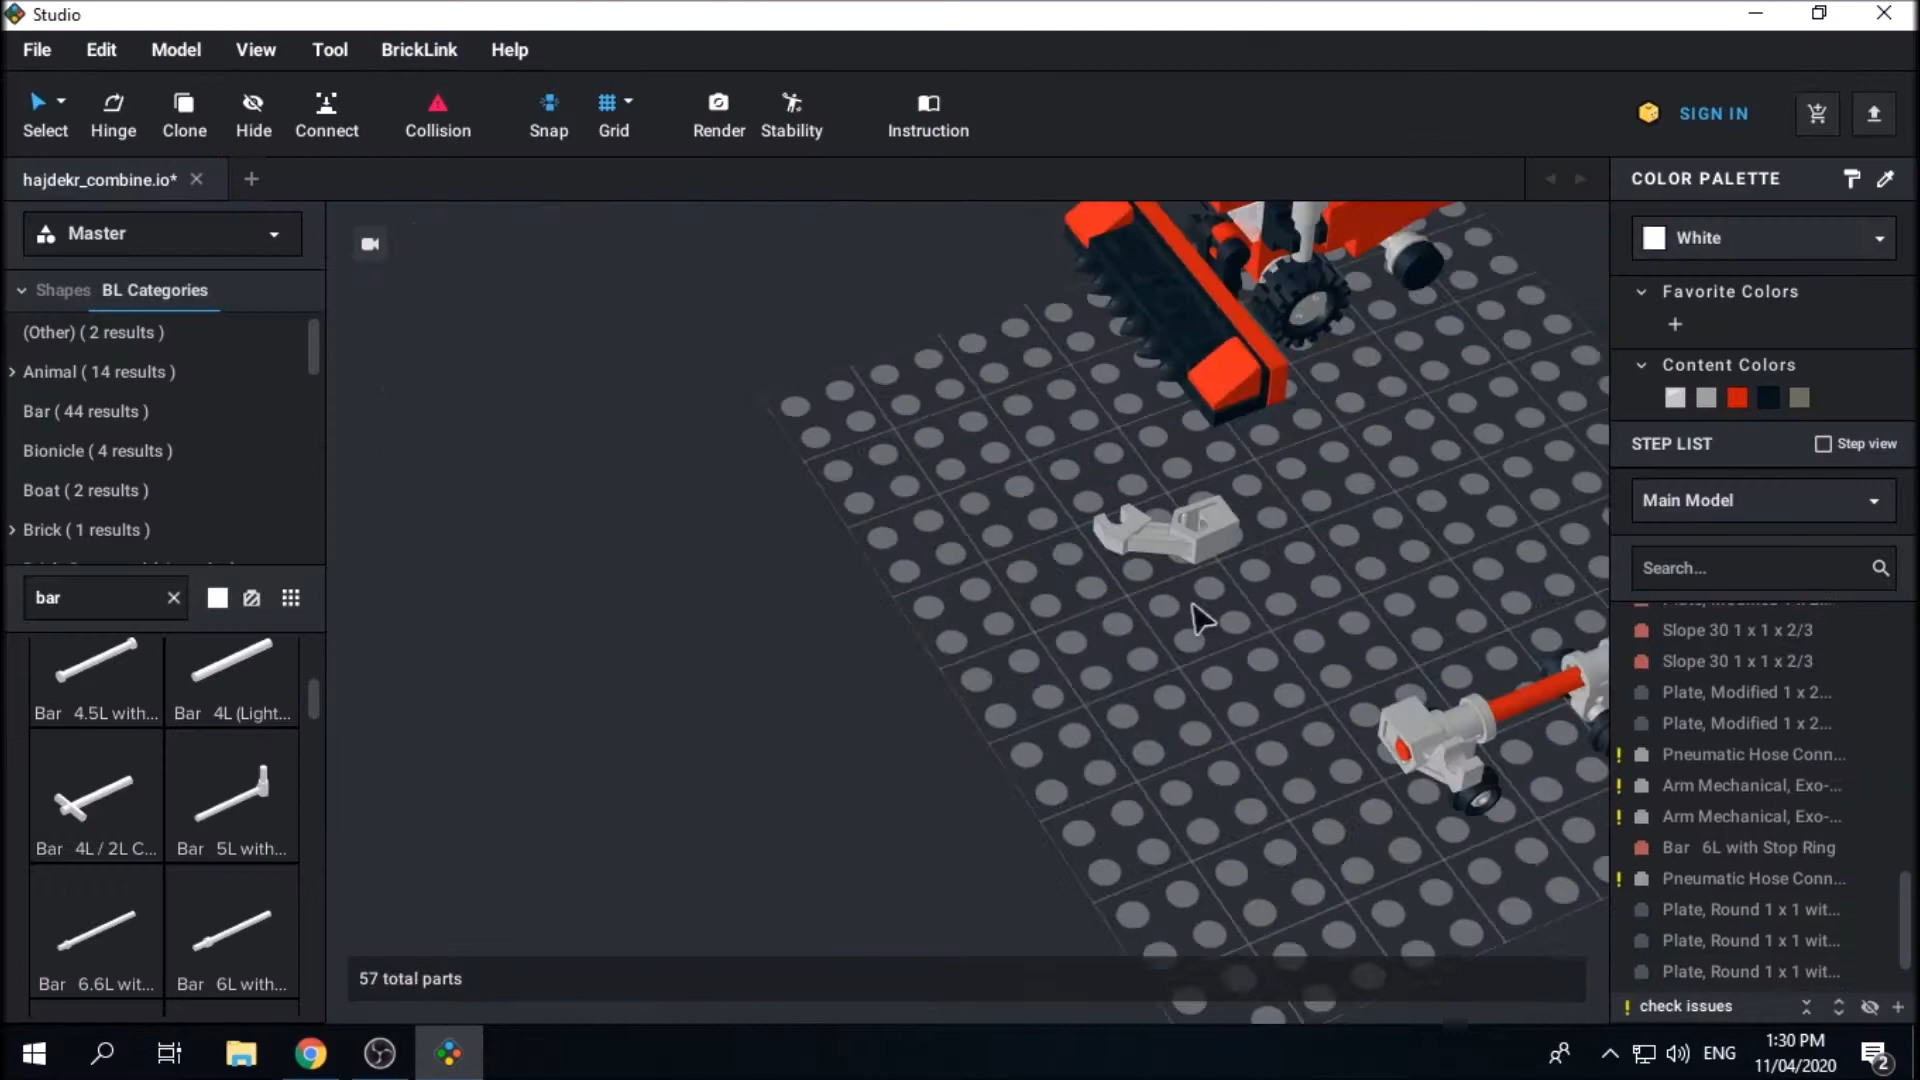 Studio
File Edit Model View Tool BrickLink Help
Select Hinge Clone Hide Connect Collision Snap Grid Render Stability Instruction SIGN IN
hajdekr_combine.io*
COLOR PALETTE
Master
White
Shapes BL Categories
Favorite Colors
(Other) ( 2 results )
Animal ( 14 results )
Content Colors
Bar ( 44 results )
STEP LIST Step view
Bionicle ( 4 results )
Boat ( 2 results )
Main Model
Brick ( 1 results )
Search...
bar
Slope 30 1 x 1 x 2/3
Slope 30 1 x 1 x 2/3
Plate, Modified 1 x 2...
Bar 4.5L with... Bar 4L (Light...
Plate, Modified 1 x 2...
Pneumatic Hose Conn...
Arm Mechanical, Exo-...
Arm Mechanical, Exo-...
Bar 4L / 2L C... Bar 5L with...
Bar 6L with Stop Ring
Pneumatic Hose Conn...
Plate, Round 1 x 1 wit...
Plate, Round 1 x 1 wit...
Plate, Round 1 x 1 wit...
Bar 6.6L wit... Bar 6L with...
57 total parts
check issues
ENG
1:30 PM
11/04/2020
2